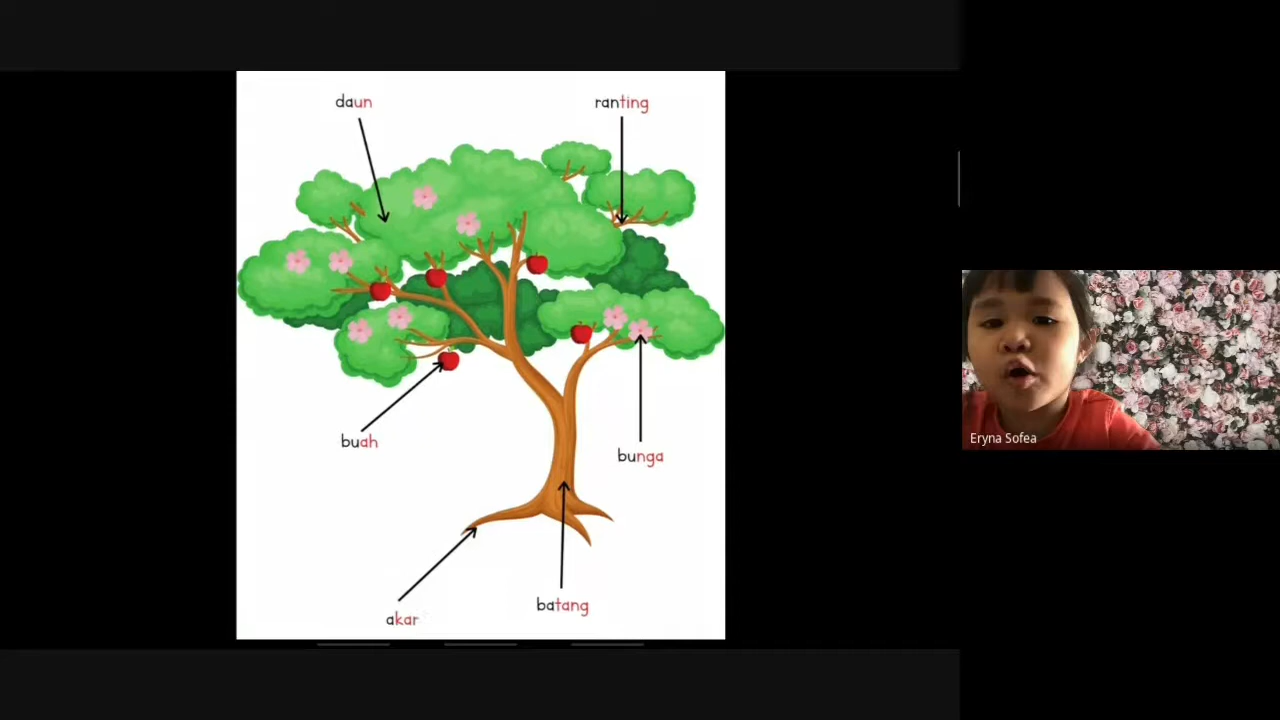 daun
ranting
buah
bunga
akar
batang
Eryna Sofea